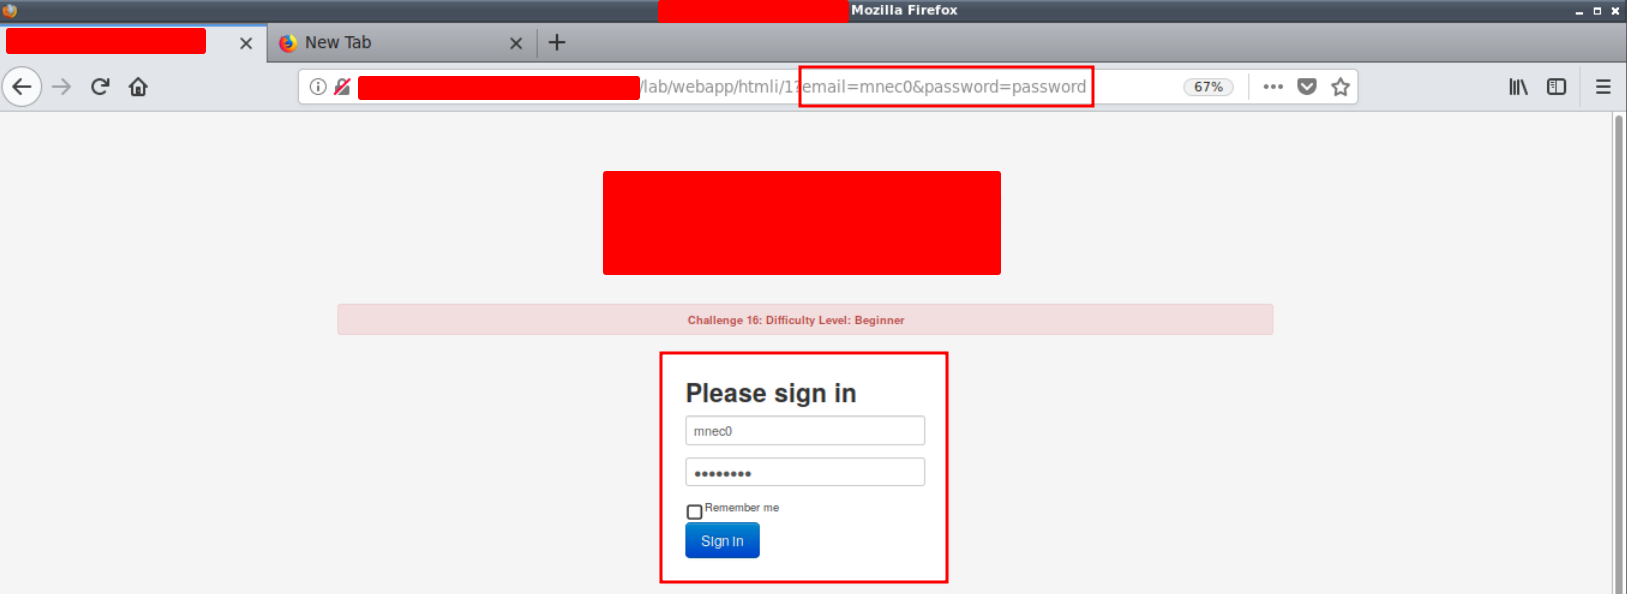 Mozilla Firefox
New Tab
/lab/webapp/htmli/1?email=mnec0&password=password
67%
Challenge 16: Difficulty Level: Beginner
Please sign in
mnec0
••••••••
Remember me
Sign in